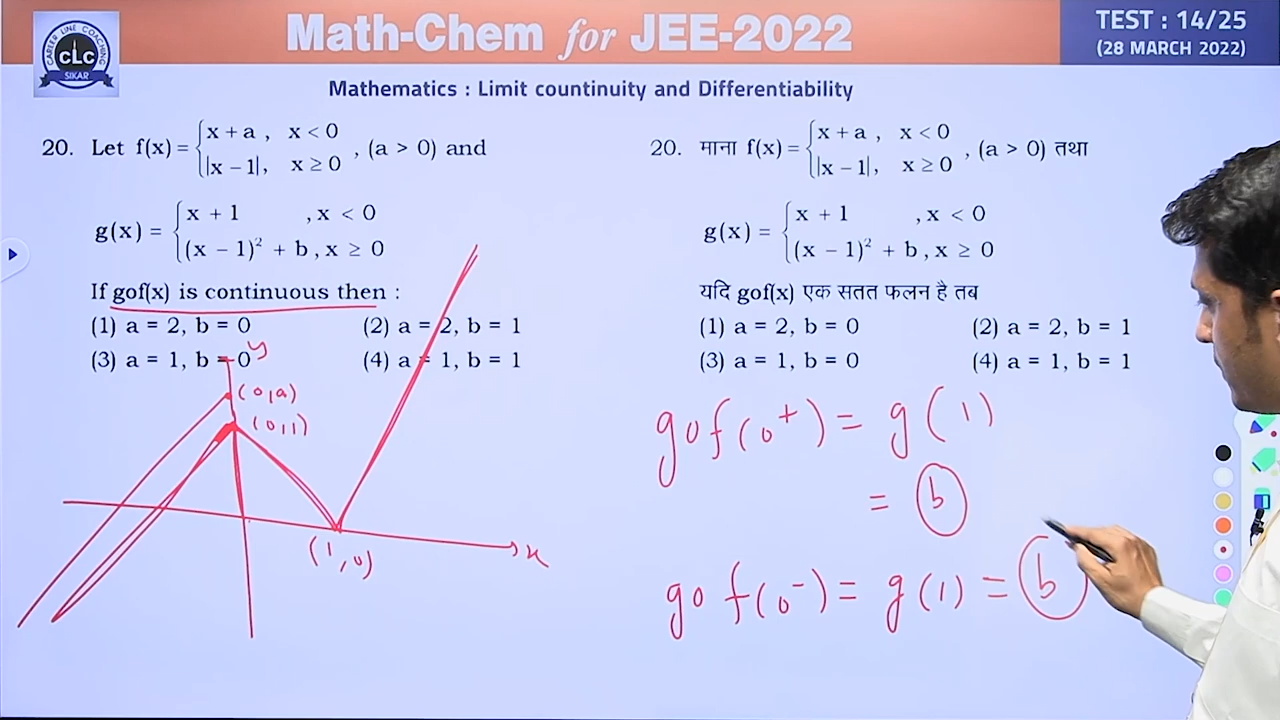 CAREER LINE COACHING
CLC
SIKAR
Math-Chem for JEE-2022
TEST : 14/25
(28 MARCH 2022)
Mathematics : Limit countinuity and Differentiability
20. Let f(x) = { x + a , x < 0
|x − 1|, x ≥ 0 , (a > 0) and
g(x) = { x + 1 , x < 0
(x − 1)² + b , x ≥ 0
If gof(x) is continuous then :
(1) a = 2, b = 0 (2) a = 2, b = 1
(3) a = 1, b = 0 (4) a = 1, b = 1
y
(0,a)
(0,1)
(1,0)
x
20. माना f(x) = { x + a , x < 0
|x − 1|, x ≥ 0 , (a > 0) तथा
g(x) = { x + 1 , x < 0
(x − 1)² + b , x ≥ 0
यदि gof(x) एक सतत फलन है तब
(1) a = 2, b = 0 (2) a = 2, b = 1
(3) a = 1, b = 0 (4) a = 1, b = 1
gof(0⁺) = g(1)
= b
gof(0⁻) = g(1) = b